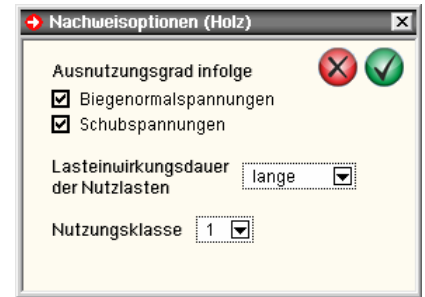 Nachweisoptionen (Holz)
Ausnutzungsgrad infolge
Biegenormalspannungen
Schubspannungen
Lasteinwirkungsdauer
der Nutzlasten
lange
Nutzungsklasse 1